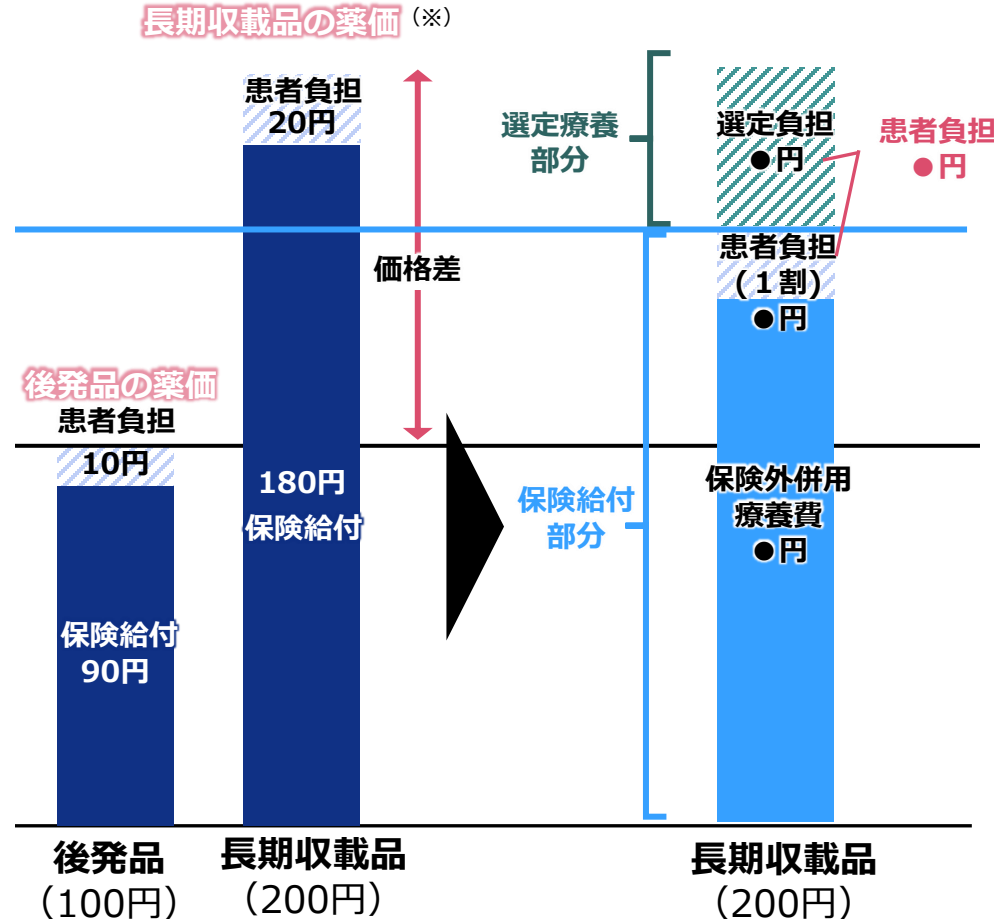 長期収載品の薬価（※）
患者負担
20円
価格差
後発品の薬価
患者負担
10円
保険給付
90円
180円
保険給付
選定療養
部分
保険給付
部分
選定負担
●円
患者負担
●円
患者負担
(１割)
●円
保険外併用
療養費
●円
後発品
（100円）
長期収載品
（200円）
長期収載品
（200円）